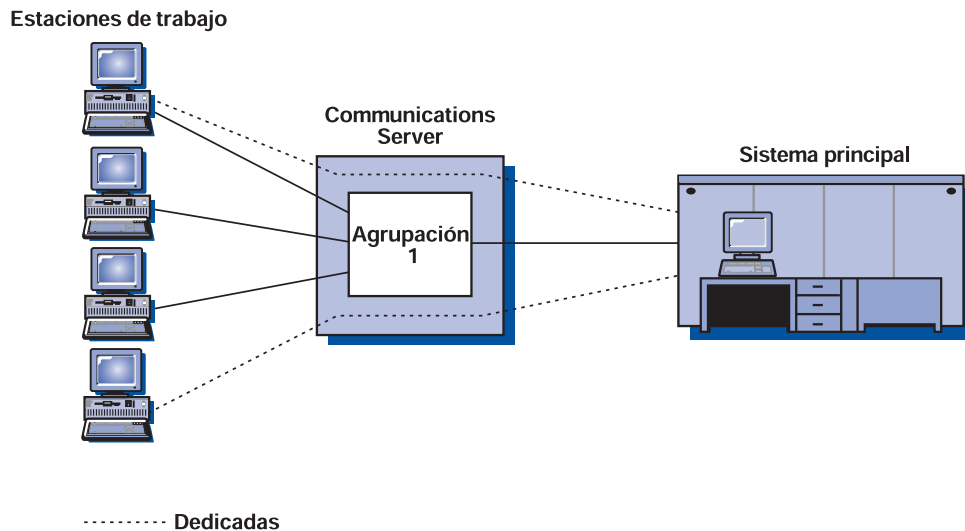 Estaciones de trabajo
Communications
Server
Sistema principal
Agrupación
1
Dedicadas